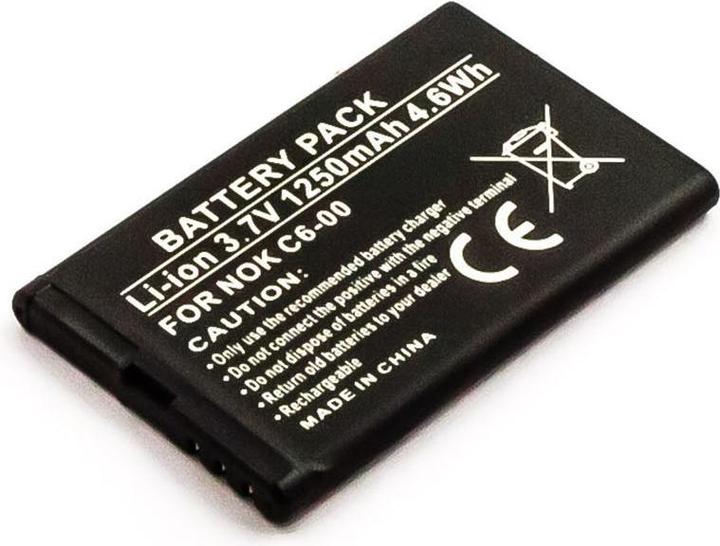 BATTERY PACK
Li-ion 3.7V 1250mAh 4.6Wh
FOR NOK C6-00
CAUTION:
*Only use the recommended battery charger
*Do not connect the positive with the negative terminal
*Do not dispose of batteries in a fire
*Return old batteries to your supplier
*Rechargeable
MADE IN CHINA
CE